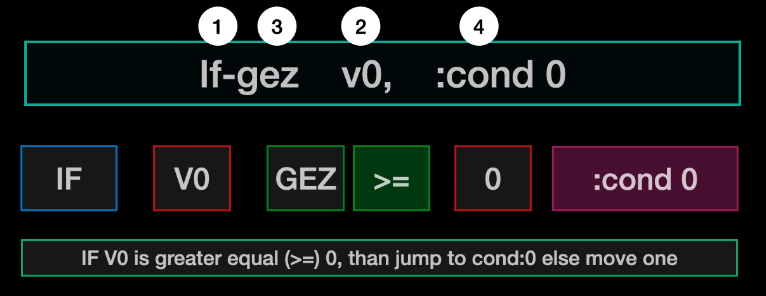 1 3 2 4
If-gez v0, :cond 0
IF V0 GEZ >= 0 :cond 0
IF V0 is greater equal (>=) 0, than jump to cond:0 else move one